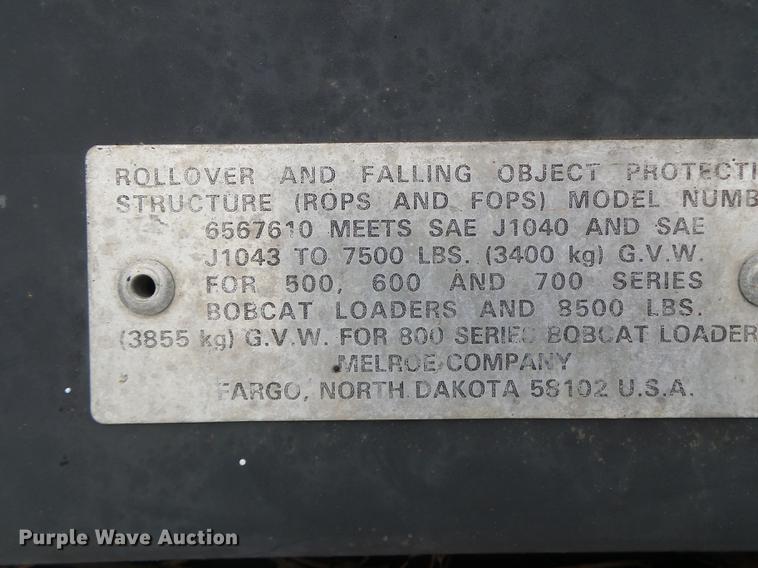 ROLLOVER AND FALLING OBJECT PROTECTI
STRUCTURE (ROPS AND FOPS) MODEL NUMB
6567610 MEETS SAE J1040 AND SAE
J1043 TO 7500 LBS. (3400 kg) G.V.W.
FOR 500, 600 AND 700 SERIES
BOBCAT LOADERS AND 8500 LBS.
(3855 kg) G.V.W. FOR 800 SERIES BOBCAT LOADER
MELROE COMPANY
FARGO, NORTH DAKOTA 58102 U.S.A.
Purple Wave Auction